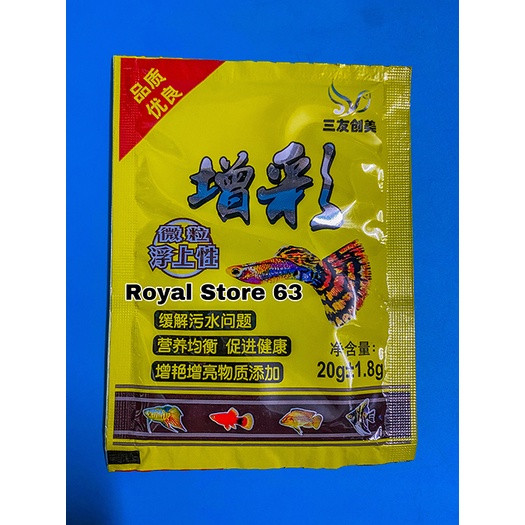 品质
优良
三友创美
增彩
微粒
浮上性
Royal Store 63
缓解污水问题
营养均衡 促进健康
增艳增亮物质添加
净含量:
20g±1.8g